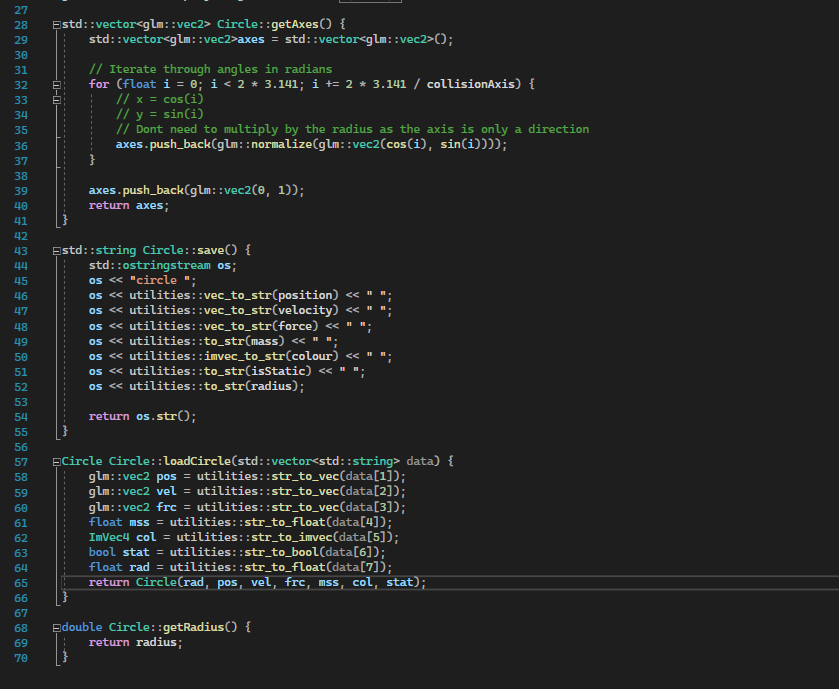 27
28 std::vector<glm::vec2> Circle::getAxes() {
29 std::vector<glm::vec2>axes = std::vector<glm::vec2>();
30
31 // Iterate through angles in radians
32 for (float i = 0; i < 2 * 3.141; i += 2 * 3.141 / collisionAxis) {
33 // x = cos(i)
34 // y = sin(i)
35 // Dont need to multiply by the radius as the axis is only a direction
36 axes.push_back(glm::normalize(glm::vec2(cos(i), sin(i))));
37 }
38
39 axes.push_back(glm::vec2(0, 1));
40 return axes;
41 }
42
43 std::string Circle::save() {
44 std::ostringstream os;
45 os << "circle ";
46 os << utilities::vec_to_str(position) << " ";
47 os << utilities::vec_to_str(velocity) << " ";
48 os << utilities::vec_to_str(force) << " ";
49 os << utilities::to_str(mass) << " ";
50 os << utilities::imvec_to_str(colour) << " ";
51 os << utilities::to_str(isStatic) << " ";
52 os << utilities::to_str(radius);
53
54 return os.str();
55 }
56
57 Circle Circle::loadCircle(std::vector<std::string> data) {
58 glm::vec2 pos = utilities::str_to_vec(data[1]);
59 glm::vec2 vel = utilities::str_to_vec(data[2]);
60 glm::vec2 frc = utilities::str_to_vec(data[3]);
61 float mss = utilities::str_to_float(data[4]);
62 ImVec4 col = utilities::str_to_imvec(data[5]);
63 bool stat = utilities::str_to_bool(data[6]);
64 float rad = utilities::str_to_float(data[7]);
65 return Circle(rad, pos, vel, frc, mss, col, stat);
66 }
67
68 double Circle::getRadius() {
69 return radius;
70 }